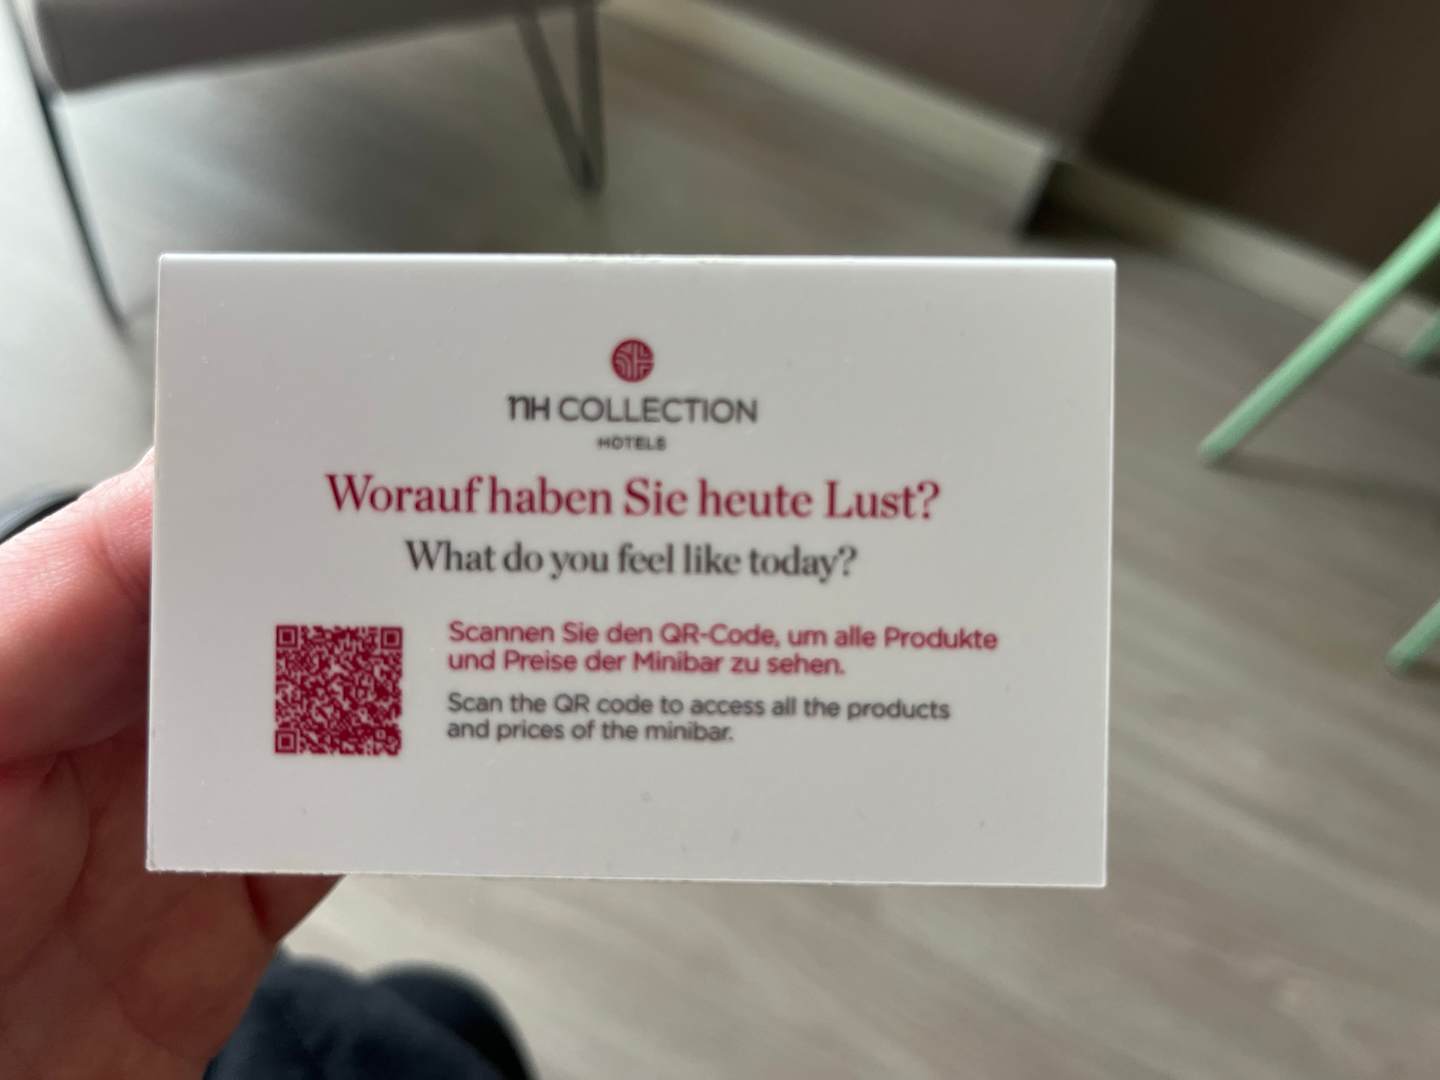 nH COLLECTION
HOTELS
Worauf haben Sie heute Lust?
What do you feel like today?
Scannen Sie den QR-Code, um alle Produkte
und Preise der Minibar zu sehen.
Scan the QR code to access all the products
and prices of the minibar.